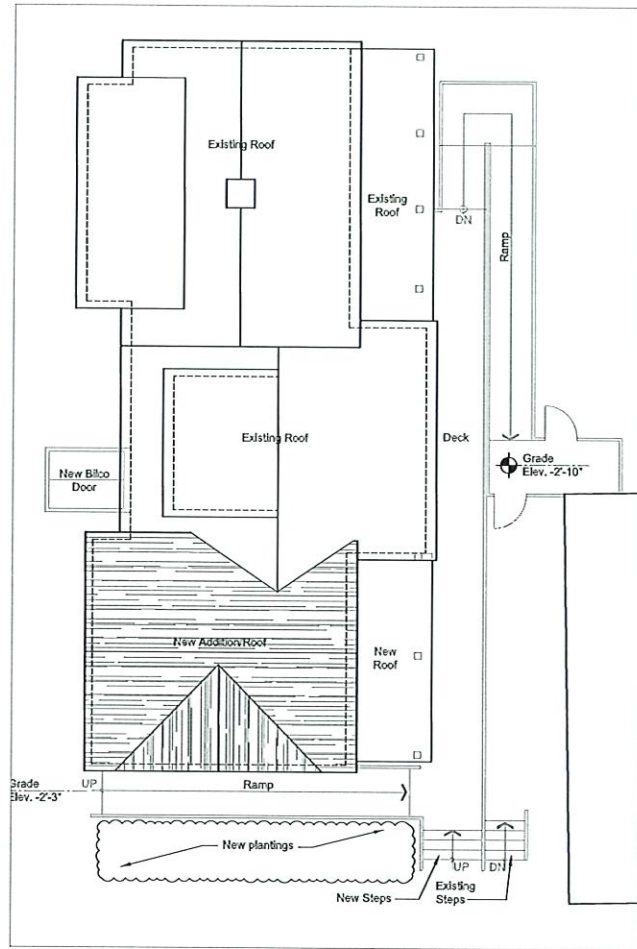 Existing Roof
Existing
Roof
DN
Ramp
Existing Roof
Deck
Grade
Elev. -2'-10"
New Bilco
Door
New Addition/Roof
New
Roof
Grade
Elev. -2'-3"
UP
Ramp
New plantings
UP
DN
New Steps
Existing
Steps